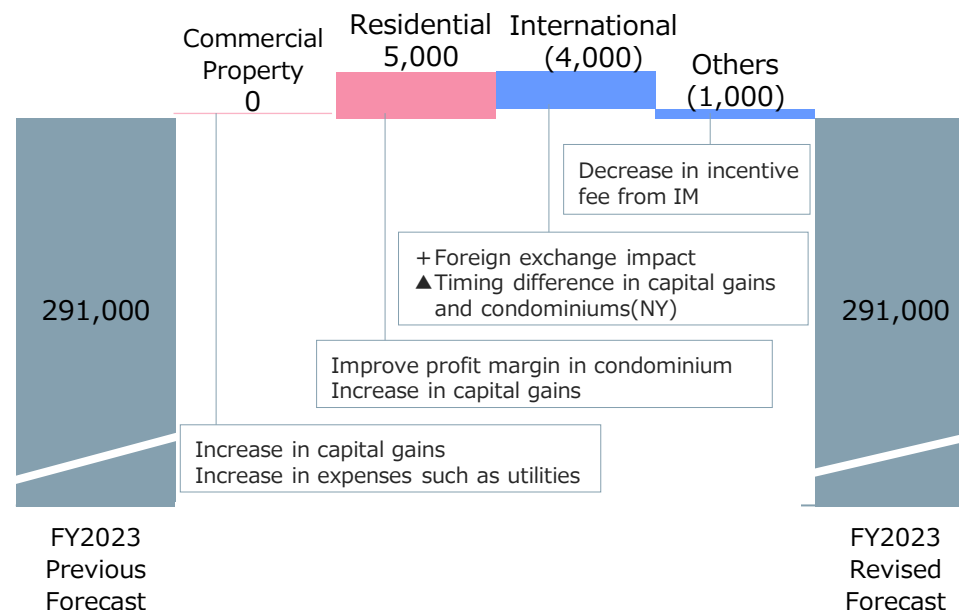 Commercial
Property
0
Residential
5,000
International
(4,000)
Others
(1,000)
Decrease in incentive
fee from IM
+Foreign exchange impact
▲Timing difference in capital gains
and condominiums(NY)
291,000
291,000
Improve profit margin in condominium
Increase in capital gains
Increase in capital gains
Increase in expenses such as utilities
FY2023
Previous
Forecast
FY2023
Revised
Forecast